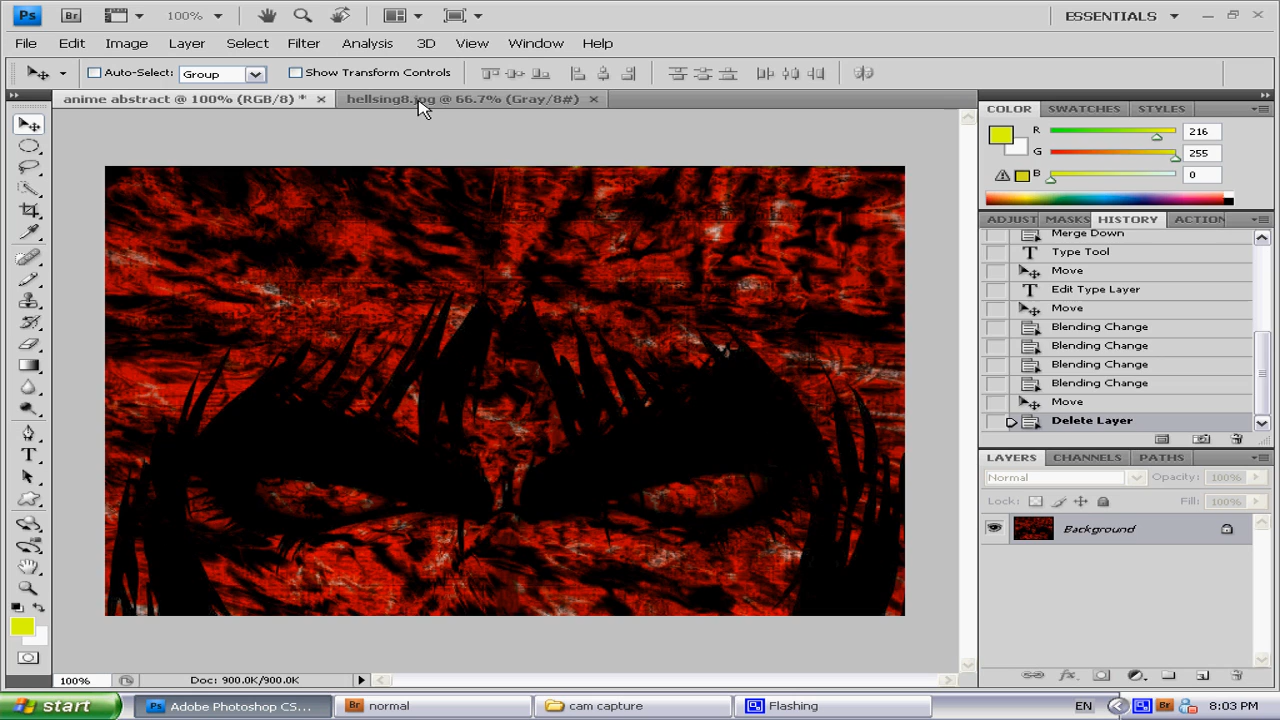 Ps Br 100% ESSENTIALS
File Edit Image Layer Select Filter Analysis 3D View Window Help
Auto-Select: Group Show Transform Controls
anime abstract @ 100% (RGB/8) * × hellsing8.jpg @ 66.7% (Gray/8#) ×
COLOR SWATCHES STYLES
R 216
G 255
B 0
ADJUST MASKS HISTORY ACTION
Merge Down
Type Tool
Move
Edit Type Layer
Move
Blending Change
Blending Change
Blending Change
Blending Change
Move
Delete Layer
LAYERS CHANNELS PATHS
Normal Opacity: 100%
Lock: Fill: 100%
Background
100% Doc: 900.0K/900.0K
start Ps Adobe Photoshop CS... Br normal cam capture Flashing EN Br 8:03 PM